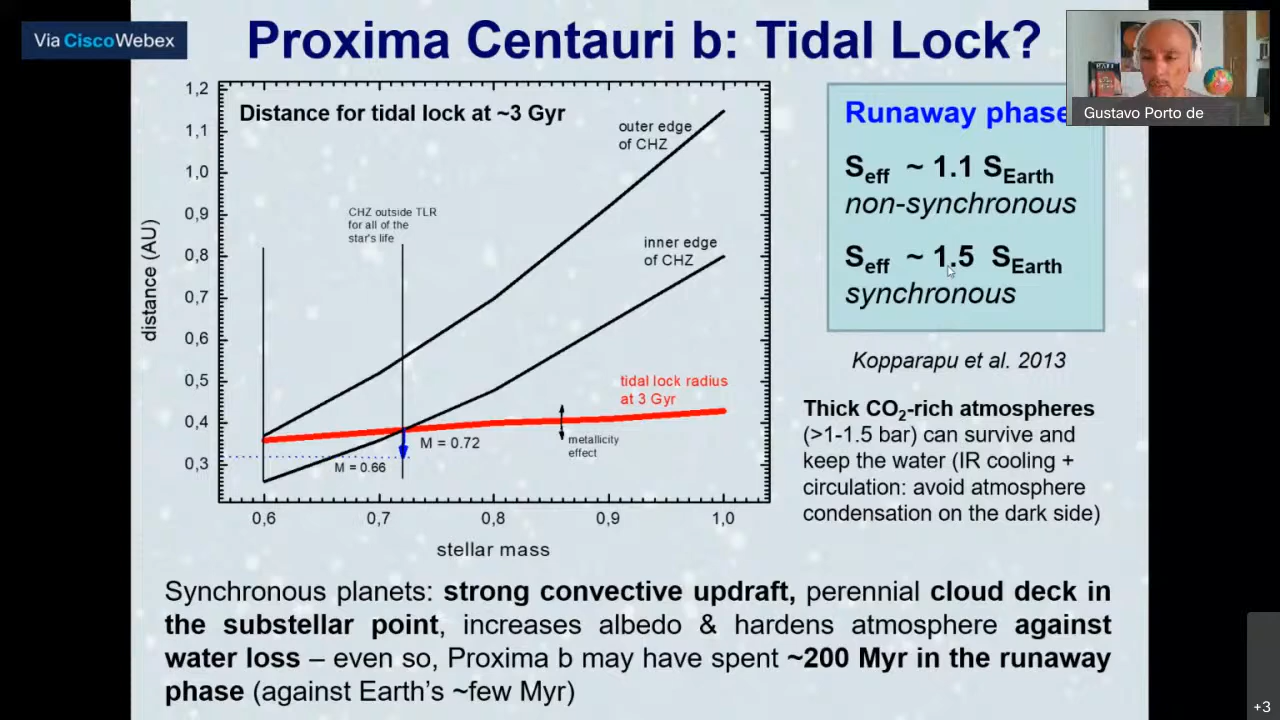 Via CiscoWebex
Proxima Centauri b: Tidal Lock?
Gustavo Porto de
1,2
1,1
1,0
0,9
0,8
0,7
0,6
0,5
0,4
0,3
distance (AU)
Distance for tidal lock at ~3 Gyr
outer edge
of CHZ
CHZ outside TLR
for all of the
star's life
inner edge
of CHZ
tidal lock radius
at 3 Gyr
metallicity
effect
M = 0.72
M = 0.66
0,6 0,7 0,8 0,9 1,0
stellar mass
Runaway phase
Seff ~ 1.1 SEarth
non-synchronous
Seff ~ 1.5 SEarth
synchronous
Kopparapu et al. 2013
Thick CO2-rich atmospheres
(>1-1.5 bar) can survive and
keep the water (IR cooling +
circulation: avoid atmosphere
condensation on the dark side)
Synchronous planets: strong convective updraft, perennial cloud deck in
the substellar point, increases albedo & hardens atmosphere against
water loss – even so, Proxima b may have spent ~200 Myr in the runaway
phase (against Earth's ~few Myr)
+3